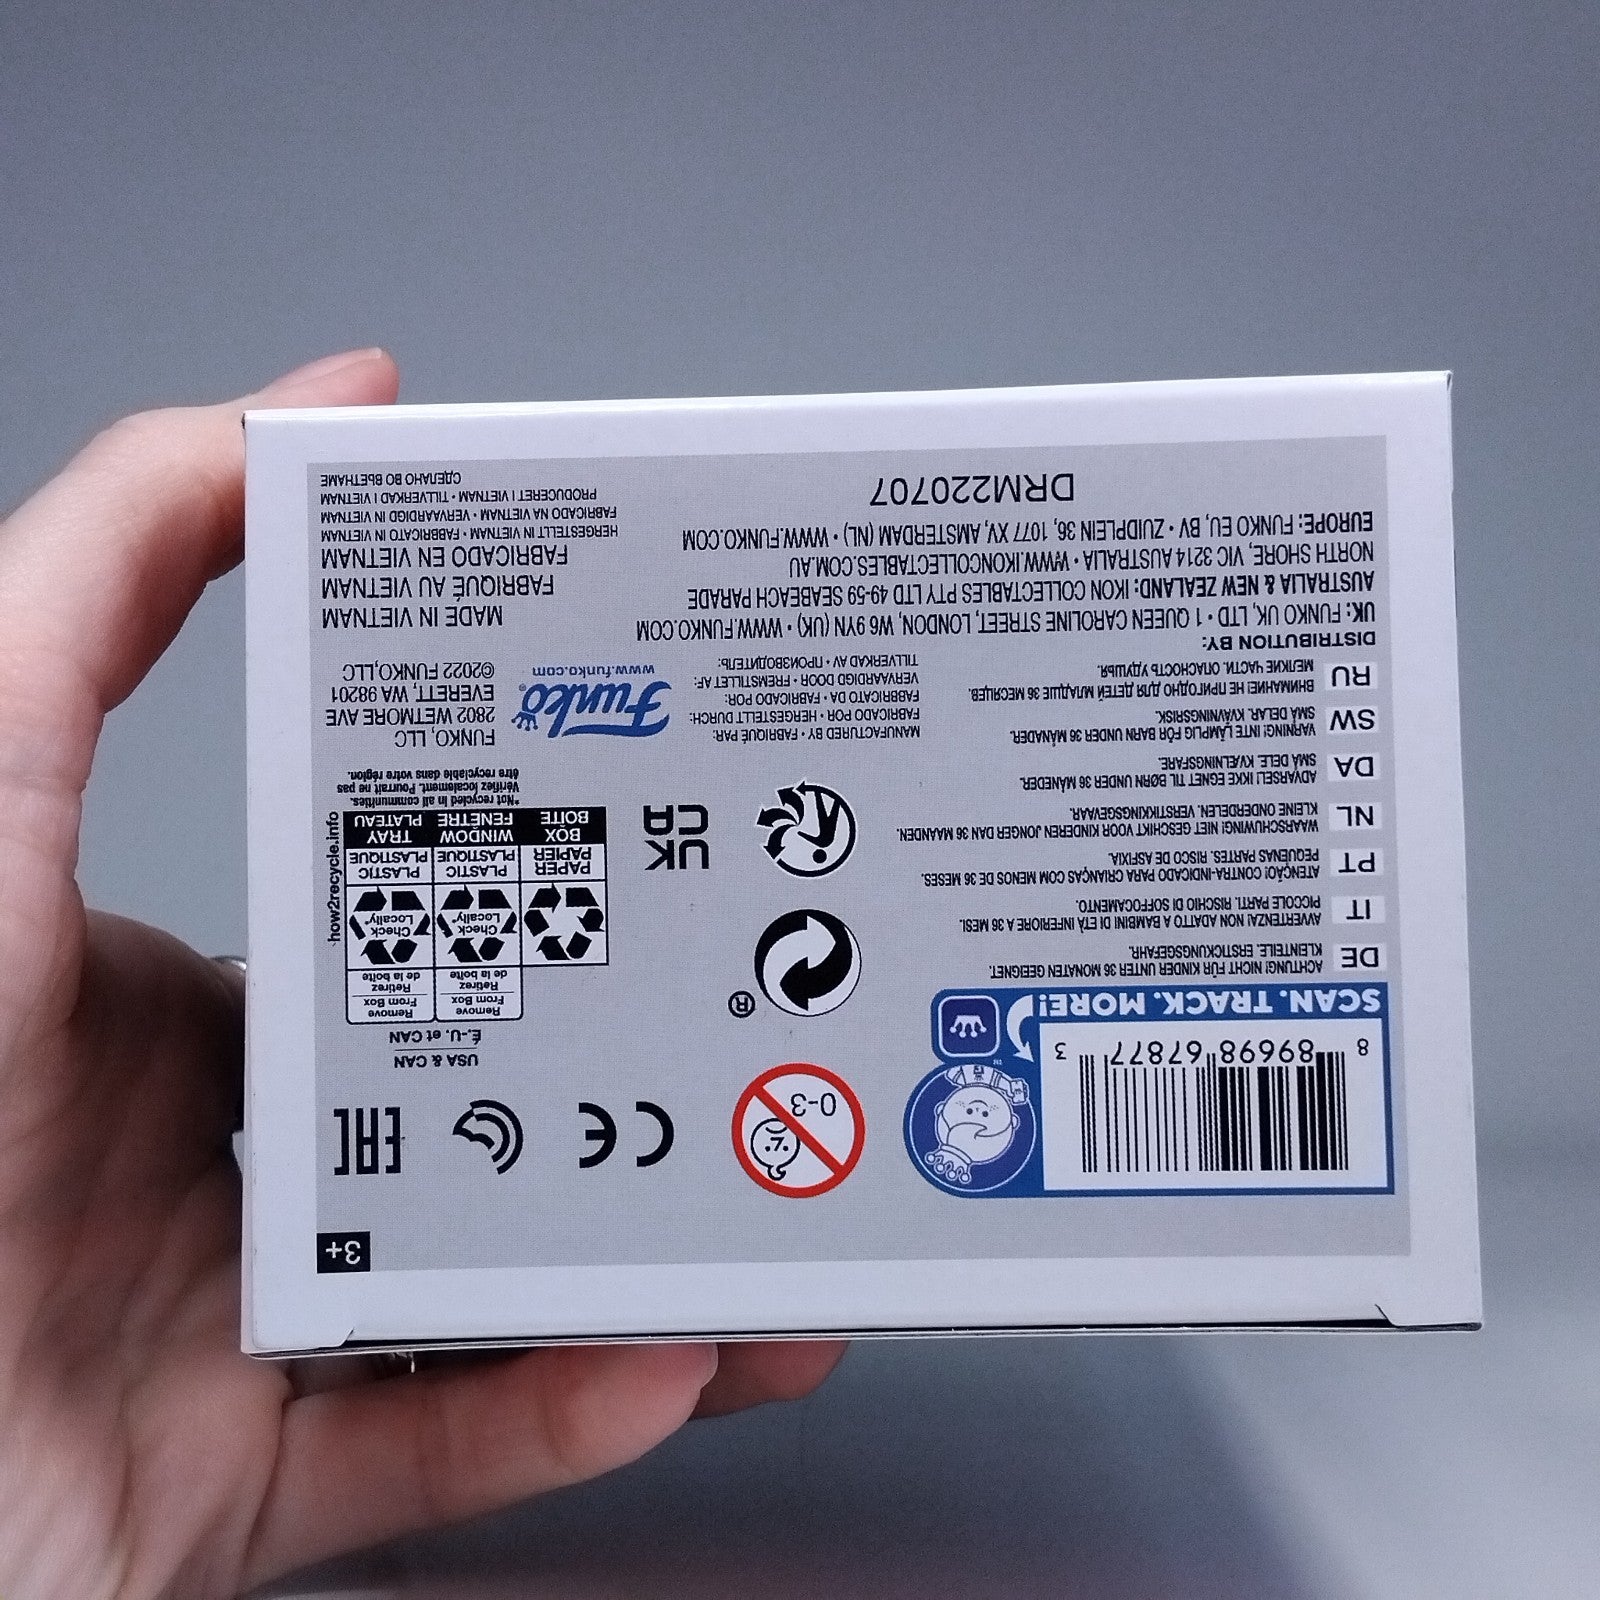 3+
8 89698 67877 3
SCAN. TRACK. MORE!
TM
0-3
CE
EAC
USA & CAN
É.-U. et CAN
Remove
From Box
Retirez
de la boîte
Remove
From Box
Retirez
de la boîte
Check
Locally*
Check
Locally*
PAPER
PAPIER
PLASTIC
PLASTIQUE
PLASTIC
PLASTIQUE
BOX
BOÎTE
WINDOW
FENÊTRE
TRAY
PLATEAU
*Not recycled in all communities.
Vérifiez localement. Pourrait ne pas
être recyclable dans votre région.
how2recycle.info
®
UK
CA
DE ACHTUNG! NICHT FÜR KINDER UNTER 36 MONATEN GEEIGNET.
KLEINTEILE. ERSTICKUNGSGEFAHR.
IT AVVERTENZA! NON ADATTO A BAMBINI DI ETÀ INFERIORE A 36 MESI.
PICCOLE PARTI. RISCHIO DI SOFFOCAMENTO.
PT ATENÇÃO! CONTRA-INDICADO PARA CRIANÇAS COM MENOS DE 36 MESES.
PEQUENAS PARTES. RISCO DE ASFIXIA.
NL WAARSCHUWING! NIET GESCHIKT VOOR KINDEREN JONGER DAN 36 MAANDEN.
KLEINE ONDERDELEN. VERSTIKKINGSGEVAAR.
DA ADVARSEL! IKKE EGNET TIL BØRN UNDER 36 MÅNEDER.
SMÅ DELE. KVÆLNINGSFARE.
SW VARNING! INTE LÄMPLIG FÖR BARN UNDER 36 MÅNADER.
SMÅ DELAR. KVÄVNINGSRISK.
RU ВНИМАНИЕ! НЕ ПРИГОДНО ДЛЯ ДЕТЕЙ МЛАДШЕ 36 МЕСЯЦЕВ.
МЕЛКИЕ ЧАСТИ. ОПАСНОСТЬ УДУШЬЯ.
MANUFACTURED BY • FABRIQUÉ PAR:
FABRICADO POR • HERGESTELLT DURCH:
FABRICATO DA • FABRICADO POR:
VERVAARDIGD DOOR • FREMSTILLET AF:
TILLVERKAD AV • ПРОИЗВОДИТЕЛЬ:
Funko®
www.funko.com
FUNKO, LLC
2802 WETMORE AVE
EVERETT, WA 98201
©2022 FUNKO,LLC
DISTRIBUTION BY:
UK: FUNKO UK, LTD • 1 QUEEN CAROLINE STREET, LONDON, W6 9YN (UK) • WWW.FUNKO.COM
AUSTRALIA & NEW ZEALAND: IKON COLLECTABLES PTY LTD 49-59 SEABEACH PARADE
NORTH SHORE, VIC 3214 AUSTRALIA • WWW.IKONCOLLECTABLES.COM.AU
EUROPE: FUNKO EU, BV • ZUIDPLEIN 36, 1077 XV, AMSTERDAM (NL) • WWW.FUNKO.COM
DRM220707
MADE IN VIETNAM
FABRIQUÉ AU VIETNAM
FABRICADO EN VIETNAM
HERGESTELLT IN VIETNAM • FABBRICATO IN VIETNAM
FABRICADO NA VIETNAM • VERVAARDIGD IN VIETNAM
PRODUCERET I VIETNAM • TILLVERKAD I VIETNAM
СДЕЛАНО ВО ВЬЕТНАМЕ